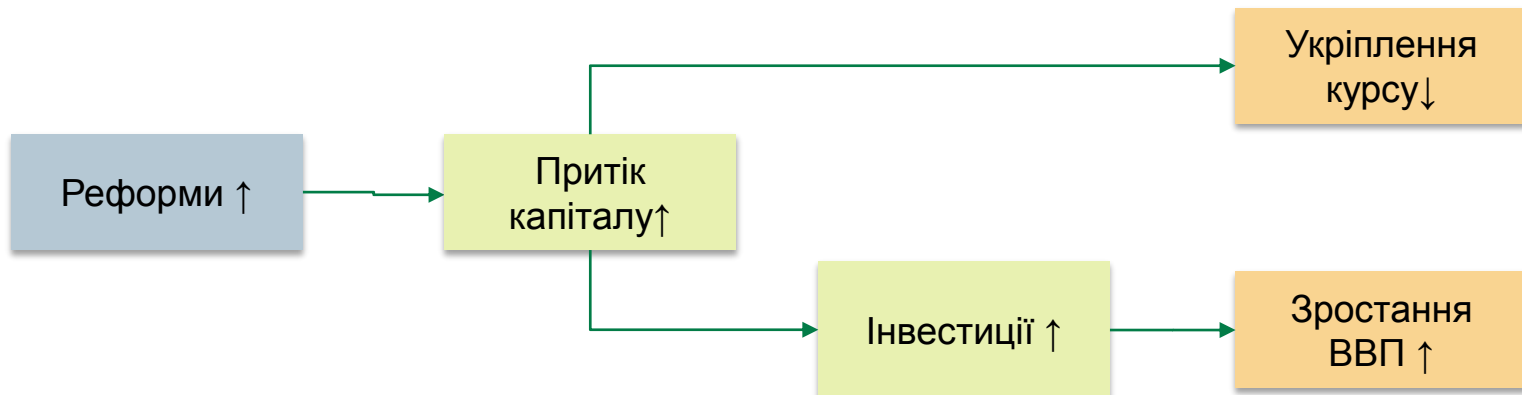 Укріплення
курсу↓
Реформи ↑
Притік
капіталу↑
Інвестиції ↑
Зростання
ВВП ↑